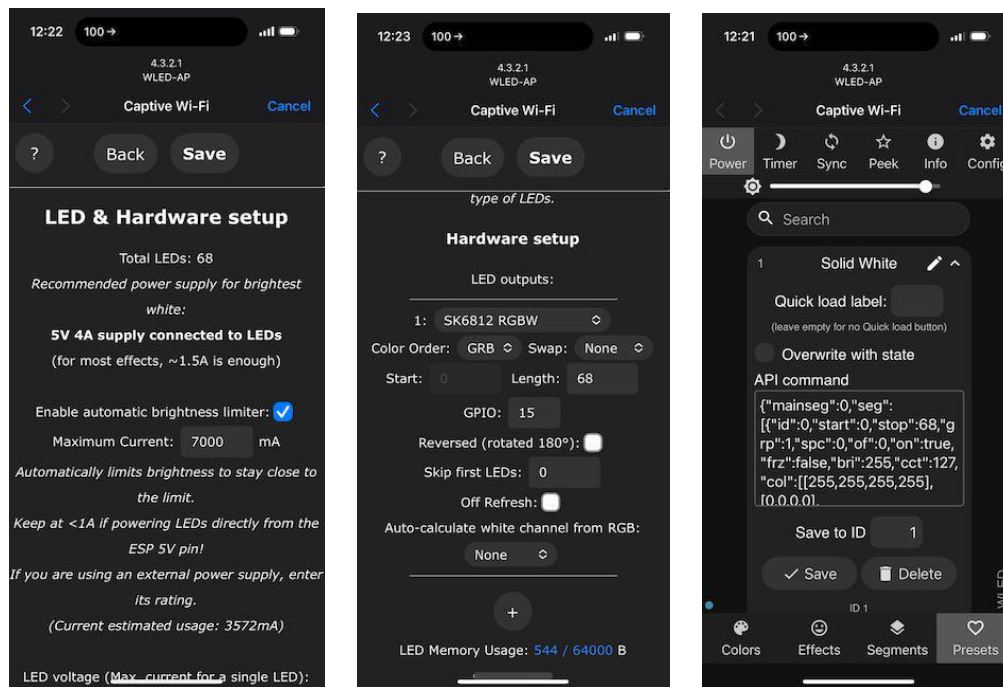 12:22
100→
4.3.2.1
WLED-AP
Captive Wi-Fi
Cancel
?
Back
Save
LED & Hardware setup
Total LEDs: 68
Recommended power supply for brightest
white:
5V 4A supply connected to LEDs
(for most effects, ~1.5A is enough)
Enable automatic brightness limiter:
Maximum Current: 7000 mA
Automatically limits brightness to stay close to
the limit.
Keep at <1A if powering LEDs directly from the
ESP 5V pin!
If you are using an external power supply, enter
its rating.
(Current estimated usage: 3572mA)
LED voltage (Max. current for a single LED):
12:23
100→
4.3.2.1
WLED-AP
Captive Wi-Fi
Cancel
?
Back
Save
type of LEDs.
Hardware setup
LED outputs:
1: SK6812 RGBW
Color Order: GRB Swap: None
Start: 0 Length: 68
GPIO: 15
Reversed (rotated 180°):
Skip first LEDs: 0
Off Refresh:
Auto-calculate white channel from RGB:
None
+
LED Memory Usage: 544 / 64000 B
12:21
100→
4.3.2.1
WLED-AP
Captive Wi-Fi
Cancel
Power Timer Sync Peek Info Config
Search
1 Solid White
Quick load label:
(leave empty for no Quick load button)
Overwrite with state
API command
{"mainseg":0,"seg":
[{"id":0,"start":0,"stop":68,"g
rp":1,"spc":0,"of":0,"on":true,
"frz":false,"bri":255,"cct":127,
"col":[[255,255,255,255],
[0,0,0,0],
Save to ID 1
Save Delete
ID 1
WLED
Colors Effects Segments Presets